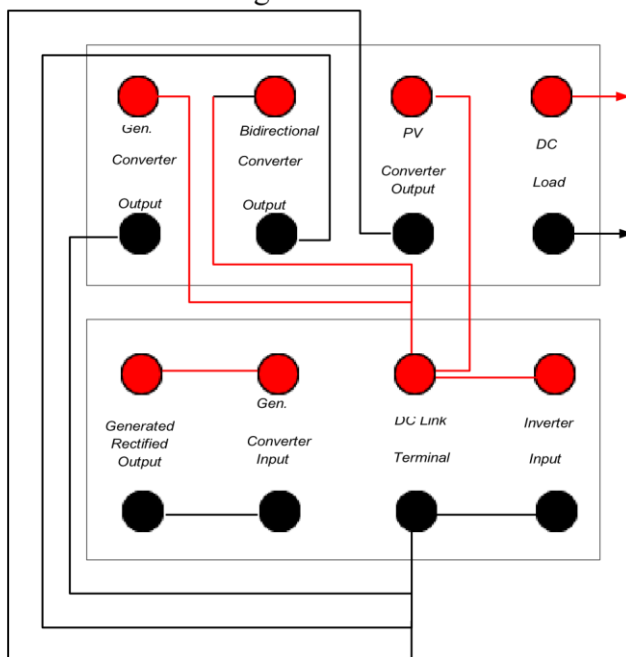 Gen.
Converter
Output
Bidirectional
Converter
Output
PV
Converter
Output
DC
Load
Generated
Rectified
Output
Gen.
Converter
Input
DC Link
Terminal
Inverter
Input